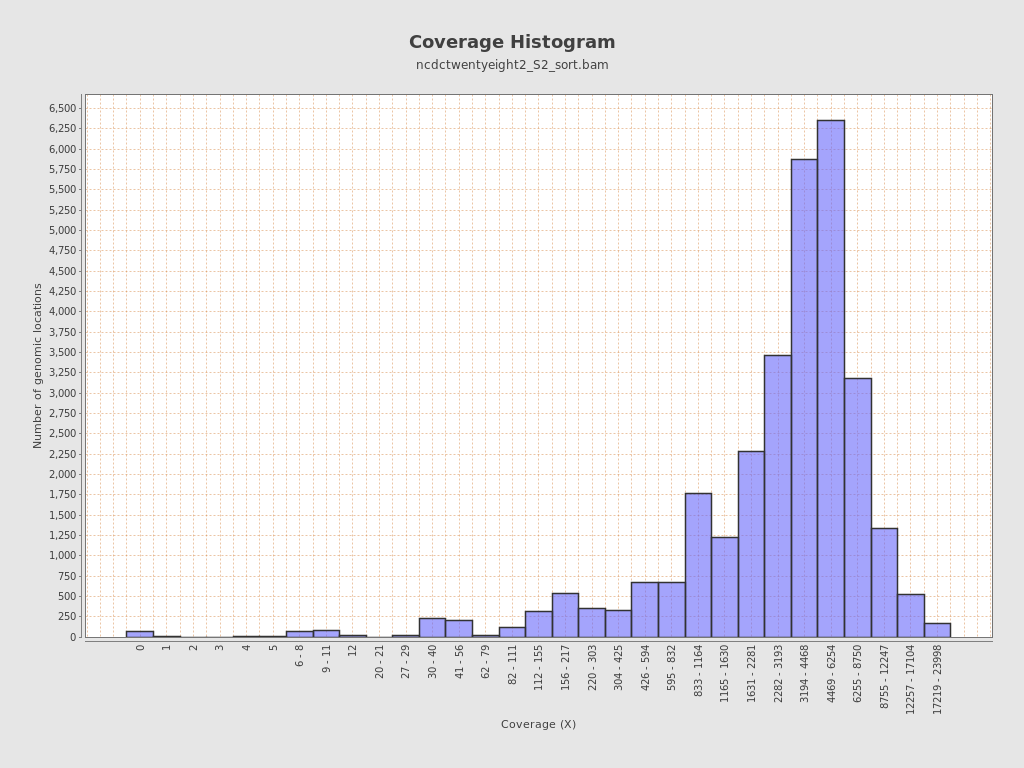 Coverage Histogram
ncdctwentyeight2_S2_sort.bam
Number of genomic locations
6,500
6,250
6,000
5,750
5,500
5,250
5,000
4,750
4,500
4,250
4,000
3,750
3,500
3,250
3,000
2,750
2,500
2,250
2,000
1,750
1,500
1,250
1,000
750
500
250
0
0
1
2
3
4
5
6 - 8
9 - 11
12
20 - 21
27 - 29
30 - 40
41 - 56
62 - 79
82 - 111
112 - 155
156 - 217
220 - 303
304 - 425
426 - 594
595 - 832
833 - 1164
1165 - 1630
1631 - 2281
2282 - 3193
3194 - 4468
4469 - 6254
6255 - 8750
8755 - 12247
12257 - 17104
17219 - 23998
Coverage (X)